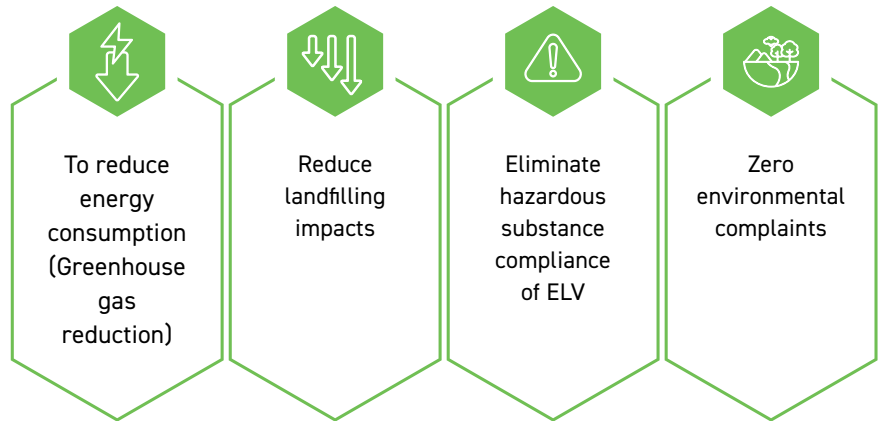 To reduce
energy
consumption
(Greenhouse
gas
reduction)
Reduce
landfilling
impacts
Eliminate
hazardous
substance
compliance
of ELV
Zero
environmental
complaints